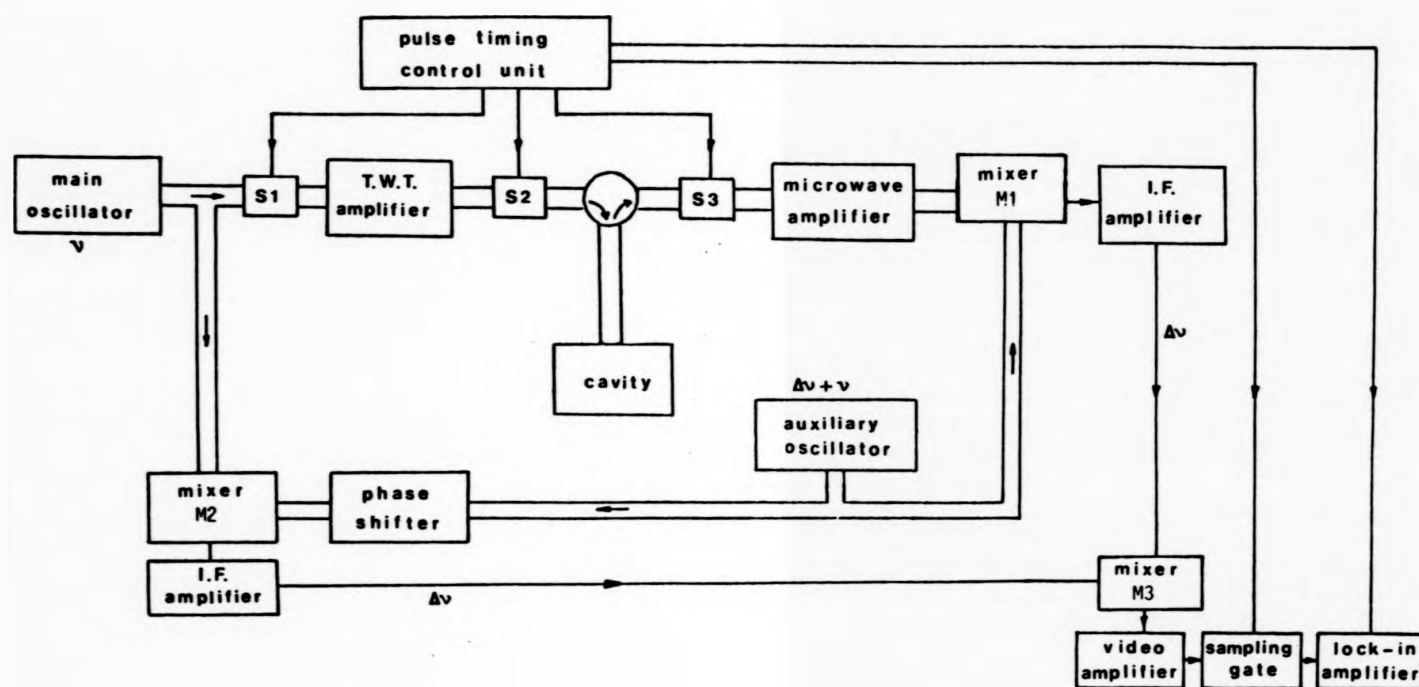 pulse timing
control unit
main
oscillator
ν
S1
T.W.T.
amplifier
S2
S3
microwave
amplifier
mixer
M1
I.F.
amplifier
Δν
cavity
Δν + ν
auxiliary
oscillator
mixer
M2
phase
shifter
I.F.
amplifier
Δν
mixer
M3
video
amplifier
sampling
gate
lock-in
amplifier